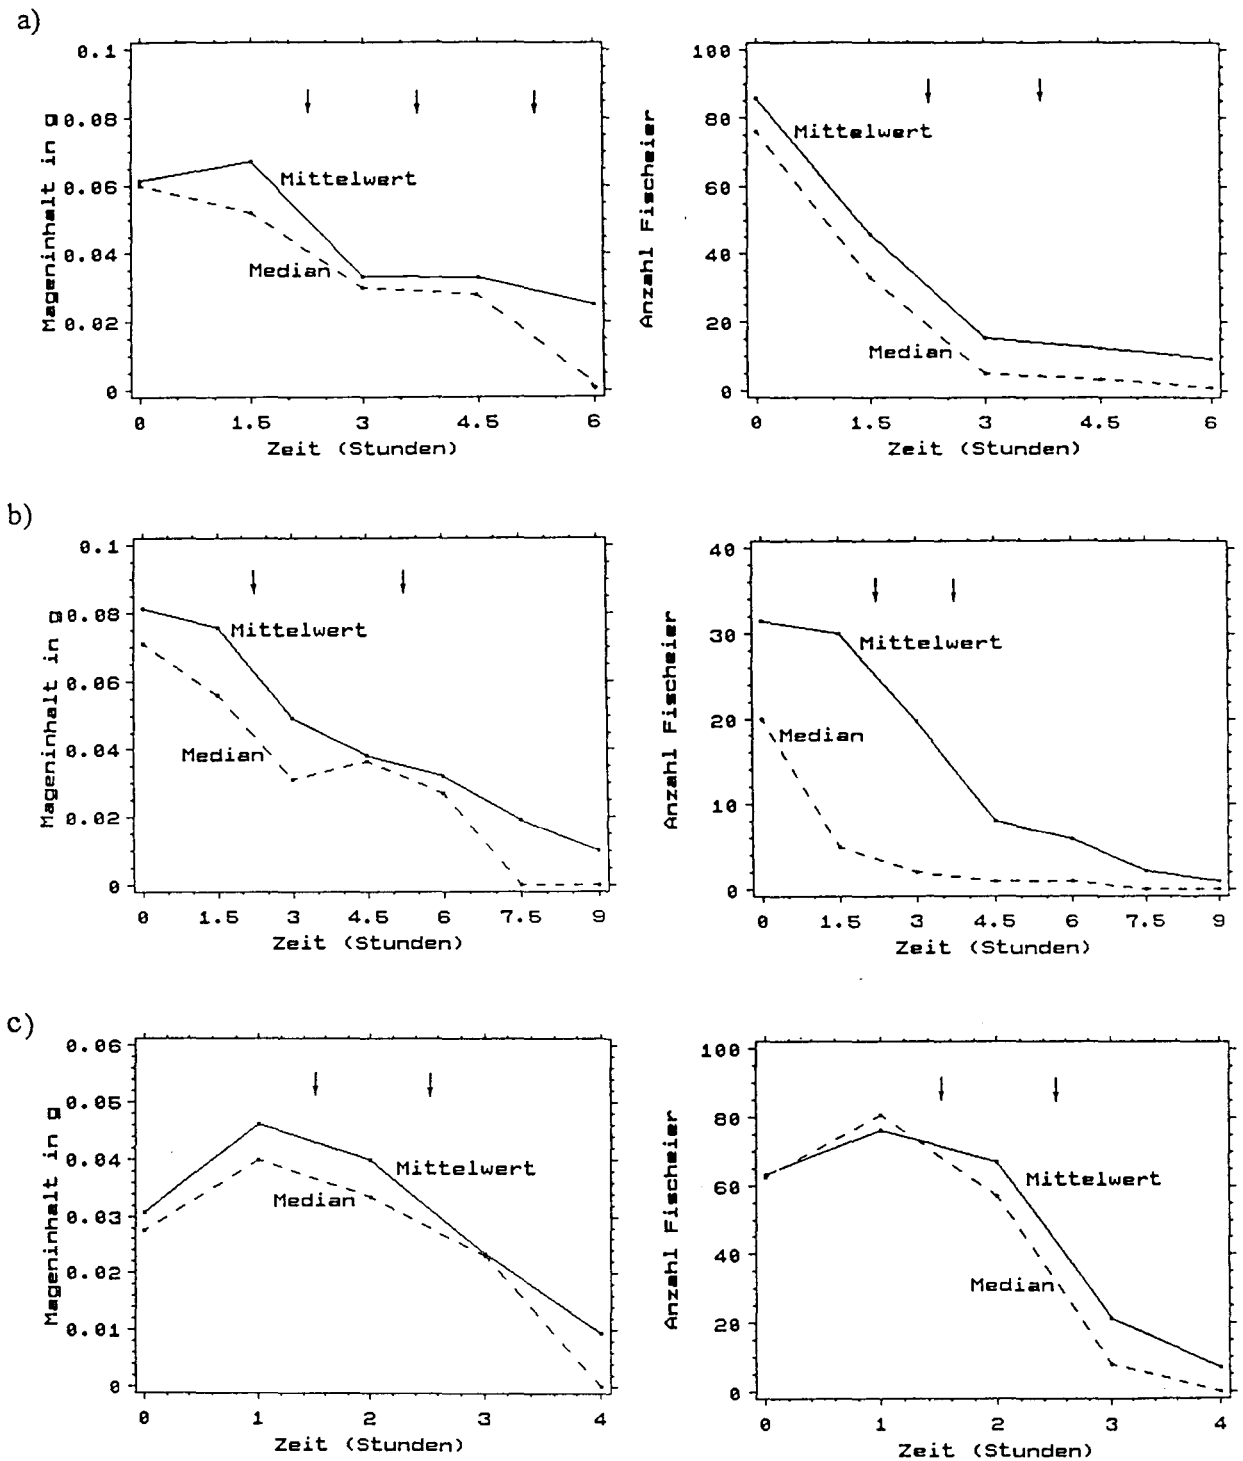 a)
0.1
0.08
0.06
0.04
0.02
0
Mageninhalt in g
Mittelwert
Median
0 1.5 3 4.5 6
Zeit (Stunden)
100
80
60
40
20
0
Anzahl Fischeier
Mittelwert
Median
0 1.5 3 4.5 6
Zeit (Stunden)
b)
0.1
0.08
0.06
0.04
0.02
0
Mageninhalt in g
Mittelwert
Median
0 1.5 3 4.5 6 7.5 9
Zeit (Stunden)
40
30
20
10
0
Anzahl Fischeier
Mittelwert
Median
0 1.5 3 4.5 6 7.5 9
Zeit (Stunden)
c)
0.06
0.05
0.04
0.03
0.02
0.01
0
Mageninhalt in g
Mittelwert
Median
0 1 2 3 4
Zeit (Stunden)
100
80
60
40
20
0
Anzahl Fischeier
Mittelwert
Median
0 1 2 3 4
Zeit (Stunden)